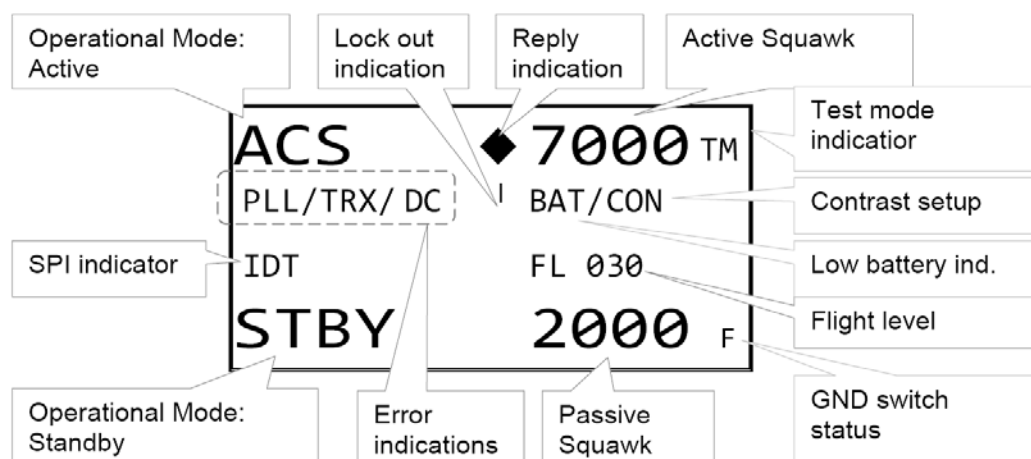 Operational Mode:
Active
Lock out
indication
Reply
indication
Active Squawk
Test mode
indicatior
ACS
◆ 7000 TM
PLL/TRX/ DC
I
BAT/CON
Contrast setup
SPI indicator
IDT
FL 030
Low battery ind.
Flight level
STBY
2000 F
Operational Mode:
Standby
Error
indications
Passive
Squawk
GND switch
status